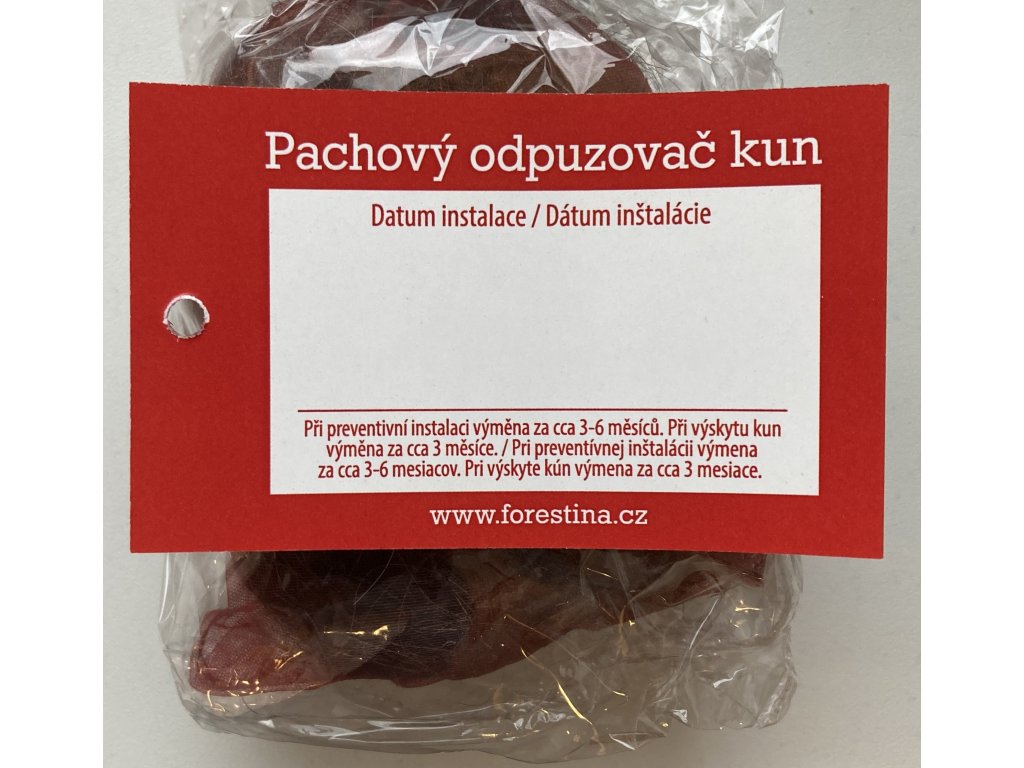 Pachový odpuzovač kun
Datum instalace / Dátum inštalácie
Při preventivní instalaci výměna za cca 3-6 měsíců. Při výskytu kun
výměna za cca 3 měsíce. / Pri preventívnej inštalácii výmena
za cca 3-6 mesiacov. Pri výskyte kún výmena za cca 3 mesiace.
www.forestina.cz